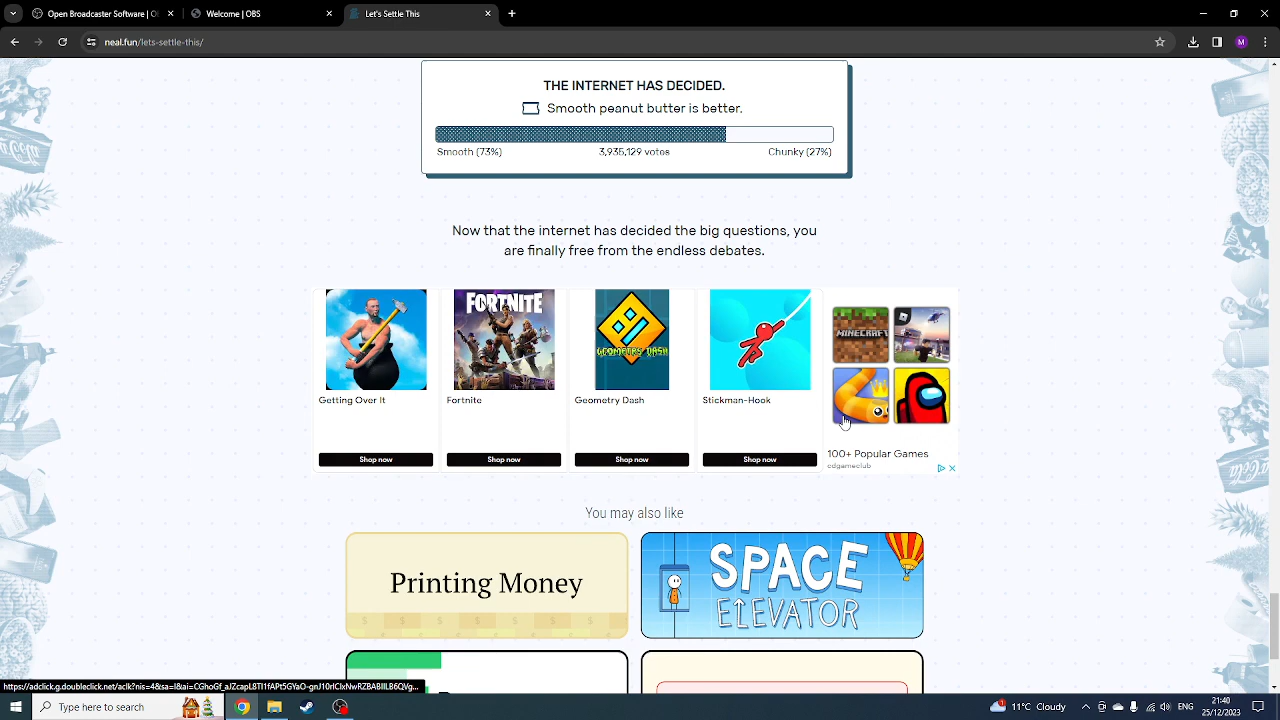 Open Broadcaster Software | O
Welcome | OBS
Let's Settle This
neal.fun/lets-settle-this/
M
THE INTERNET HAS DECIDED.
Smooth peanut butter is better.
Smooth (73%)
3,935,129 votes
Chunky (27%)
Now that the internet has decided the big questions, you
are finally free from the endless debates.
FORTNITE
GEOMETRY DASH
MINECRAFT
Getting Over It
Fortnite
Geometry Dash
Stickman-Hook
Shop now
Shop now
Shop now
Shop now
100+ Popular Games
cdgameclub
You may also like
Printing Money
SPACE
ELEVATOR
Type here to search
11°C Cloudy
21:40
25/12/2023